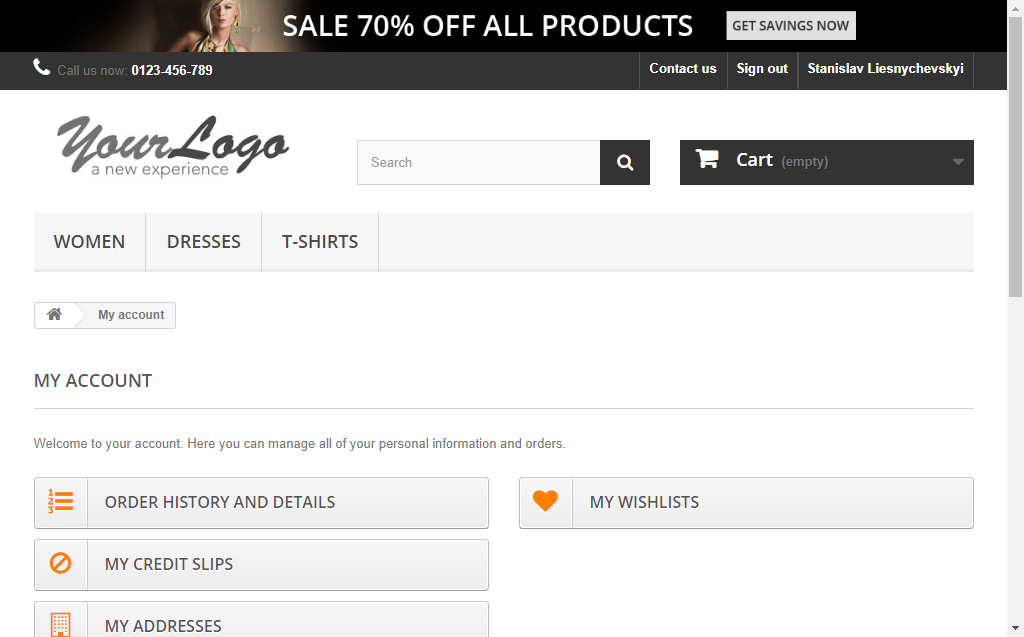 SALE 70% OFF ALL PRODUCTS GET SAVINGS NOW
Call us now: 0123-456-789 Contact us Sign out Stanislav Liesnychevskyi
YourLogo
a new experience
Search Cart (empty)
WOMEN DRESSES T-SHIRTS
My account
MY ACCOUNT
Welcome to your account. Here you can manage all of your personal information and orders.
1 2 3 ORDER HISTORY AND DETAILS MY WISHLISTS
MY CREDIT SLIPS
MY ADDRESSES